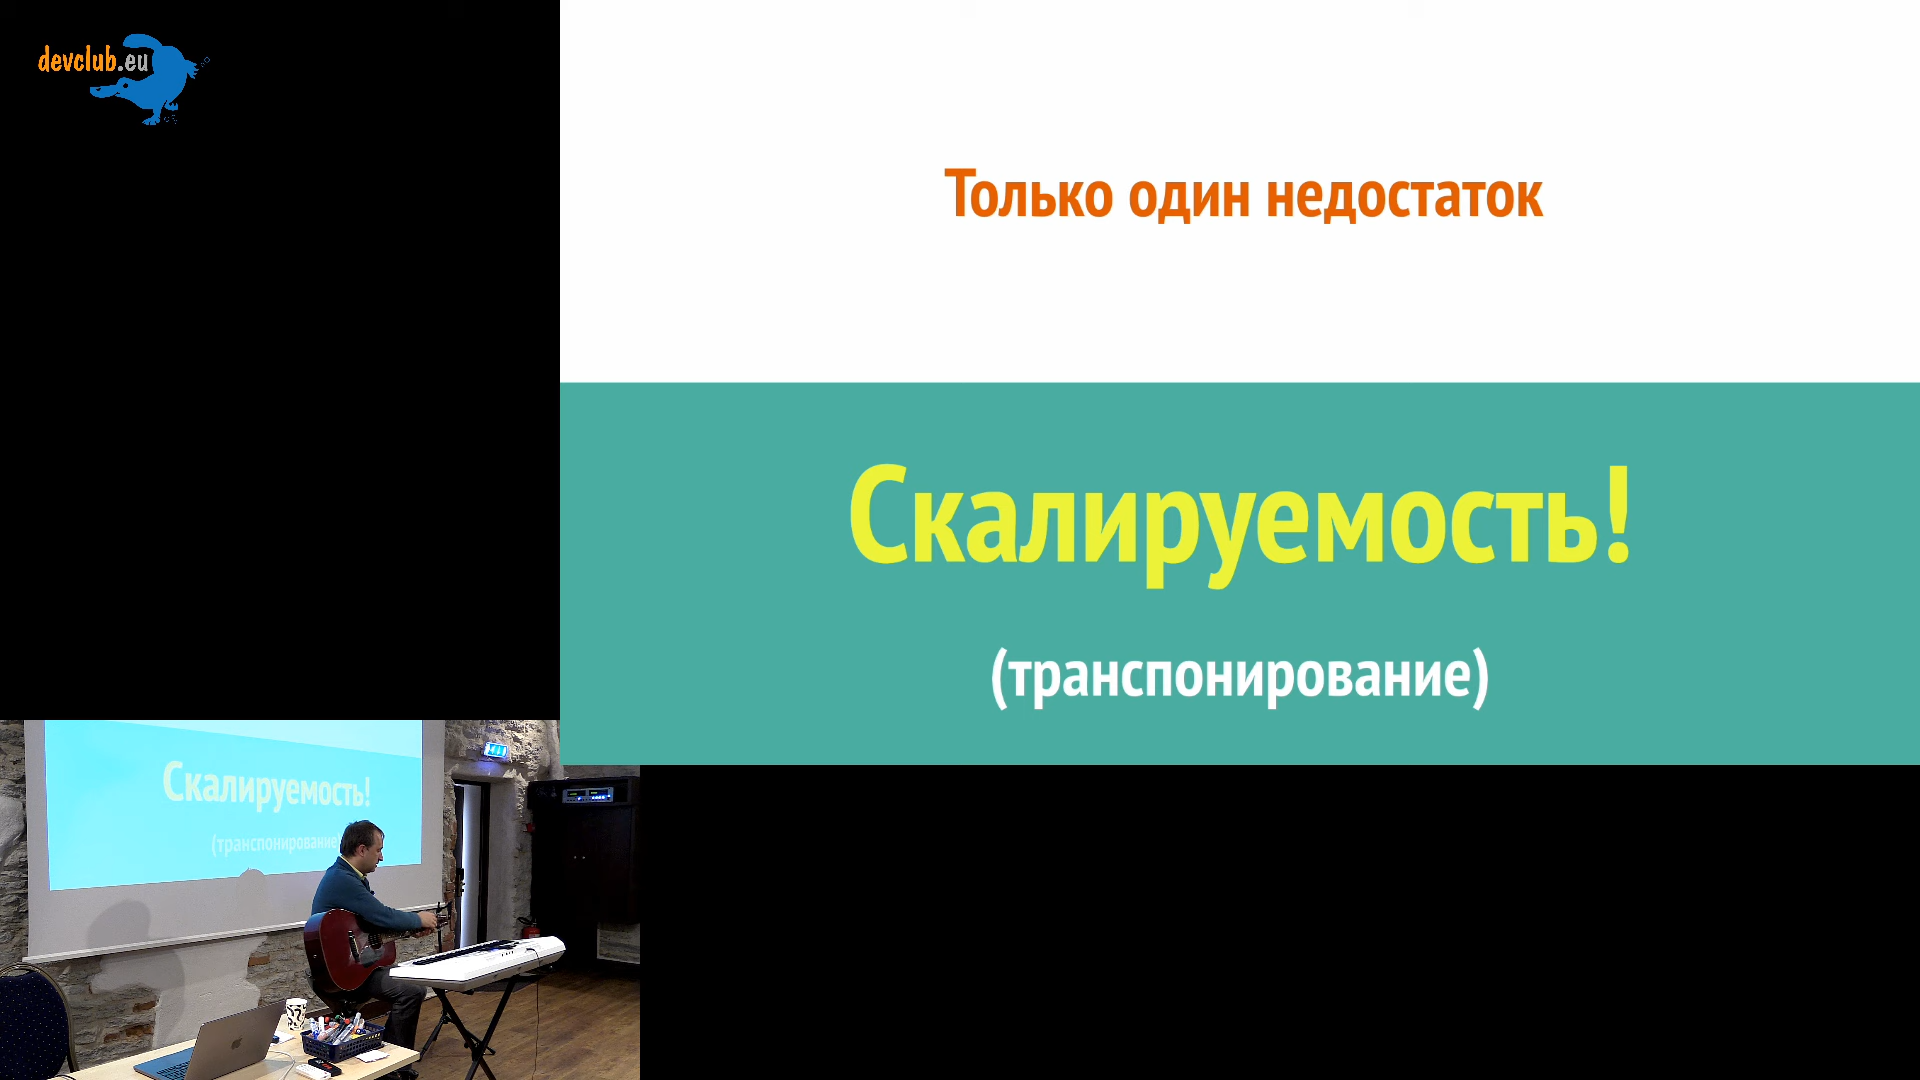 devclub.eu
Только один недостаток
Скалируемость!
(транспонирование)
Скалируемость!
(транспонирование